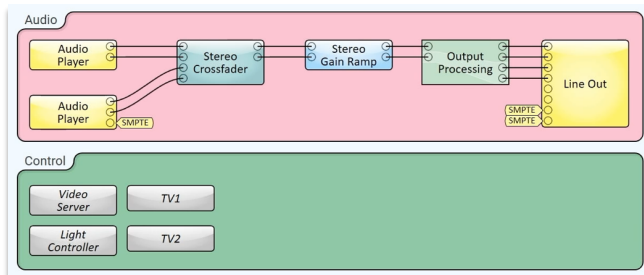 Audio
Audio
Player
Stereo
Crossfader
Stereo
Gain Ramp
Output
Processing
Line Out
Audio
Player
SMPTE
SMPTE
SMPTE
Control
Video
Server
TV1
Light
Controller
TV2